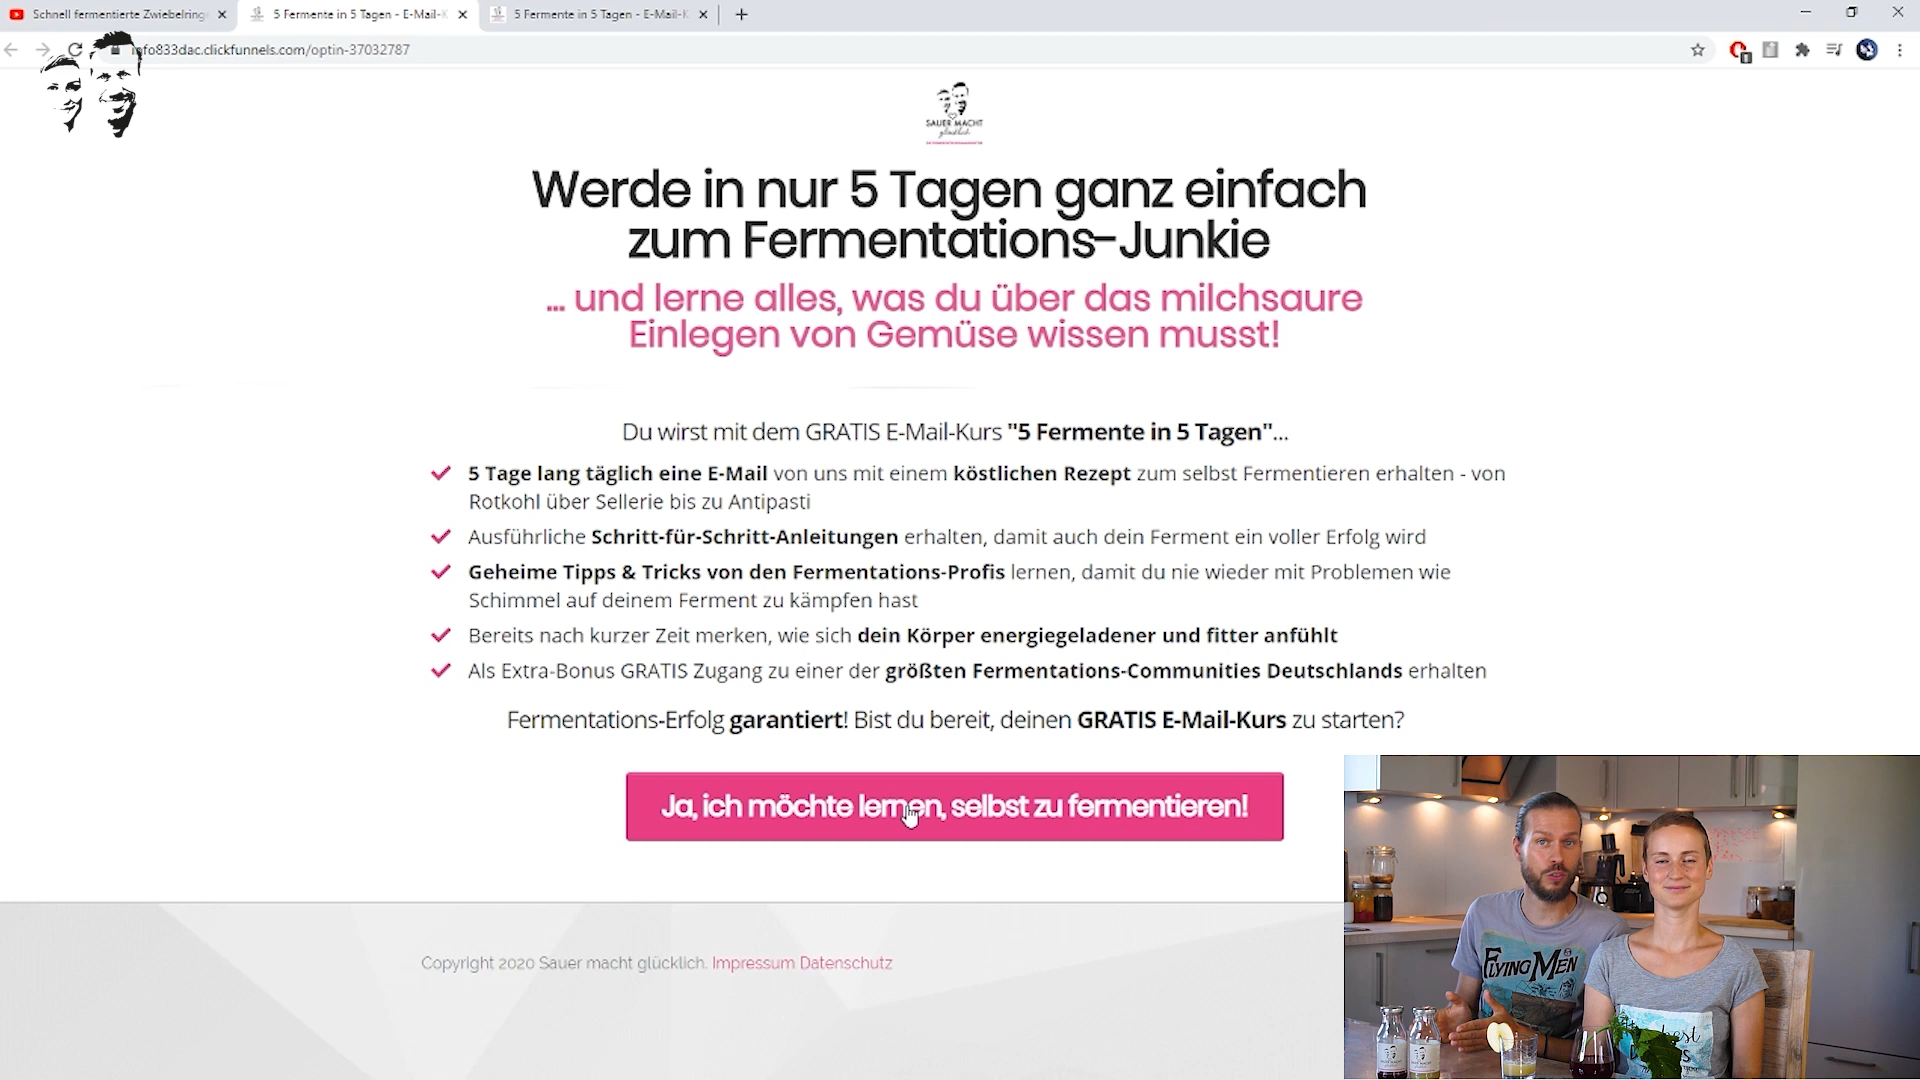 Schnell fermentierte Zwiebelring
5 Fermente in 5 Tagen - E-Mail-K
5 Fermente in 5 Tagen - E-Mail-K
info833dac.clickfunnels.com/optin-37032787
SAUER MACHT
glücklich
Werde in nur 5 Tagen ganz einfach
zum Fermentations-Junkie
... und lerne alles, was du über das milchsaure
Einlegen von Gemüse wissen musst!
Du wirst mit dem GRATIS E-Mail-Kurs "5 Fermente in 5 Tagen"...
5 Tage lang täglich eine E-Mail von uns mit einem köstlichen Rezept zum selbst Fermentieren erhalten - von
Rotkohl über Sellerie bis zu Antipasti
Ausführliche Schritt-für-Schritt-Anleitungen erhalten, damit auch dein Ferment ein voller Erfolg wird
Geheime Tipps & Tricks von den Fermentations-Profis lernen, damit du nie wieder mit Problemen wie
Schimmel auf deinem Ferment zu kämpfen hast
Bereits nach kurzer Zeit merken, wie sich dein Körper energiegeladener und fitter anfühlt
Als Extra-Bonus GRATIS Zugang zu einer der größten Fermentations-Communities Deutschlands erhalten
Fermentations-Erfolg garantiert! Bist du bereit, deinen GRATIS E-Mail-Kurs zu starten?
Ja, ich möchte lernen, selbst zu fermentieren!
Copyright 2020 Sauer macht glücklich. Impressum Datenschutz
FLYING MEN